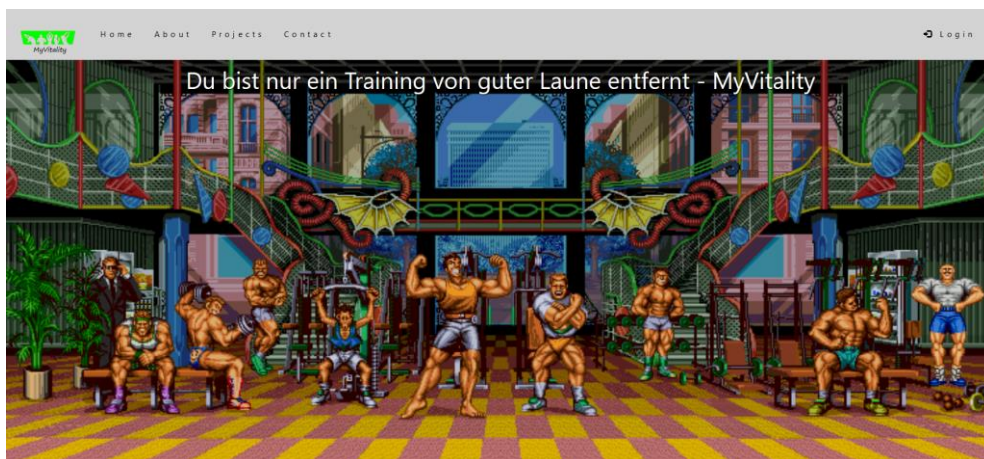 MyVitality
Home About Projects Contact
Login
Du bist nur ein Training von guter Laune entfernt - MyVitality